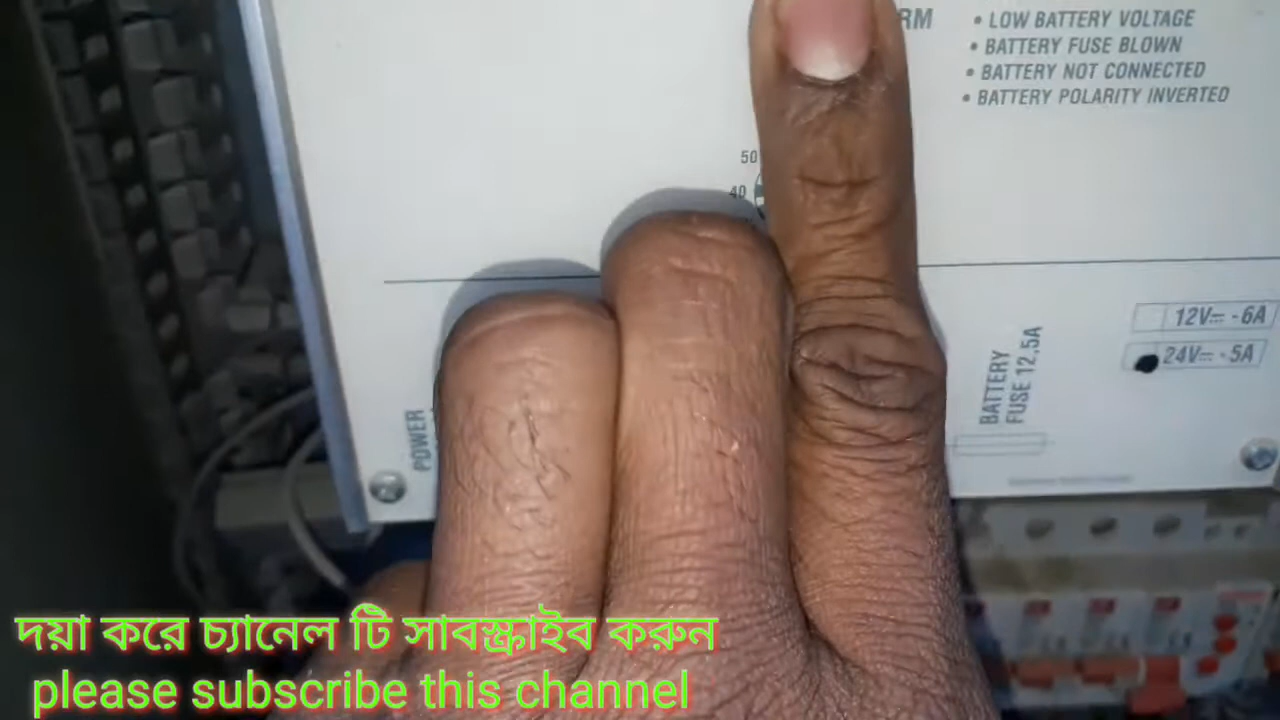 RM
• LOW BATTERY VOLTAGE
• BATTERY FUSE BLOWN
• BATTERY NOT CONNECTED
• BATTERY POLARITY INVERTED
50
40
12V⎓ -6A
24V⎓ -5A
BATTERY
FUSE 12,5A
POWER
দয়া করে চ্যানেল টি সাবস্ক্রাইব করুন
please subscribe this channel